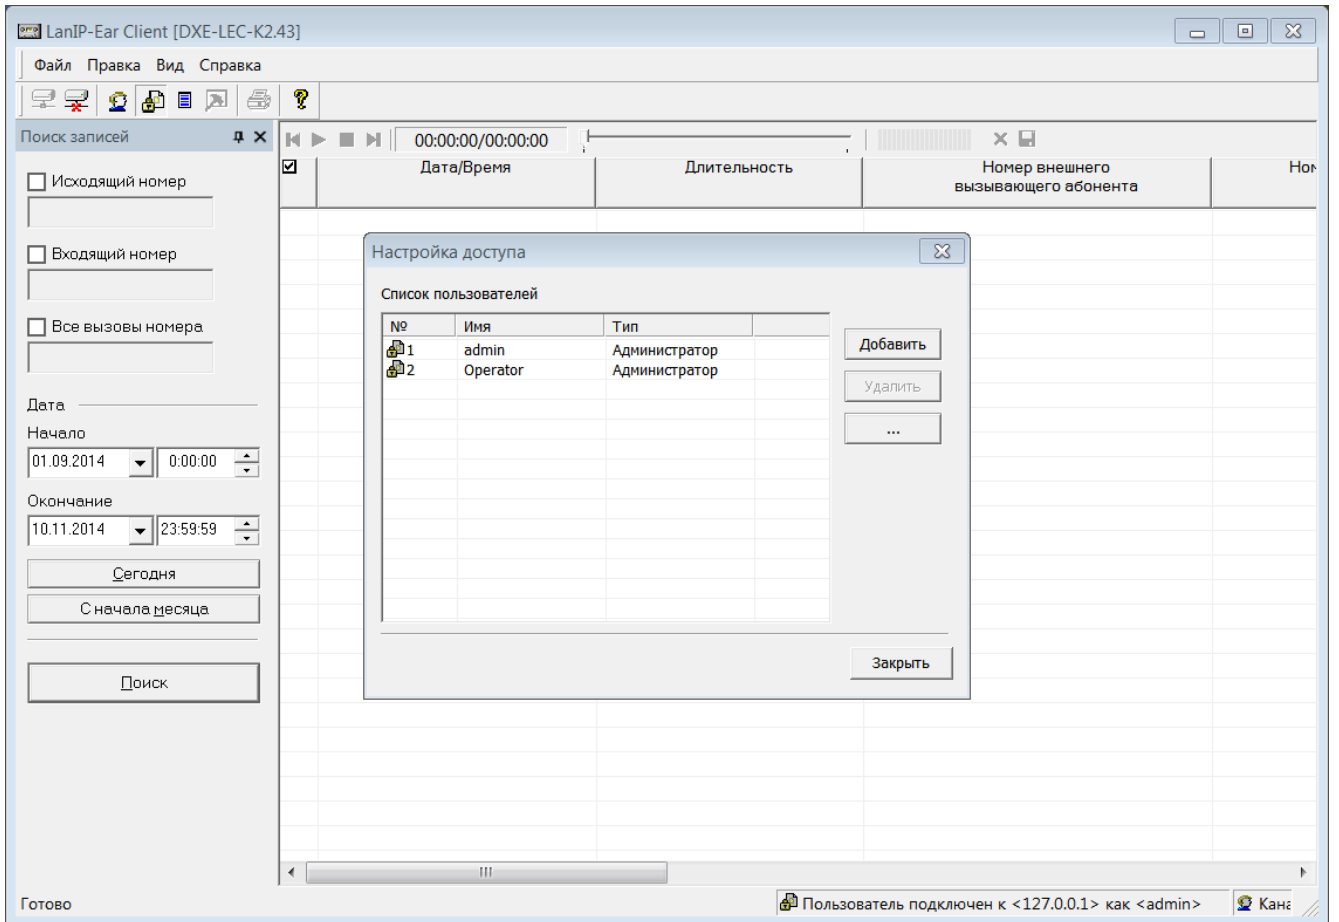 LanIP-Ear Client [DXE-LEC-K2.43]
Файл Правка Вид Справка
Поиск записей
00:00:00/00:00:00
Дата/Время Длительность Номер внешнего
вызывающего абонента
Исходящий номер
Входящий номер
Все вызовы номера
Дата
Начало
01.09.2014 0:00:00
Окончание
10.11.2014 23:59:59
Сегодня
С начала месяца
Поиск
Настройка доступа
Список пользователей
№ Имя Тип
1 admin Администратор
2 Operator Администратор
Добавить
Удалить
...
Закрыть
Готово
Пользователь подключен к <127.0.0.1> как <admin>